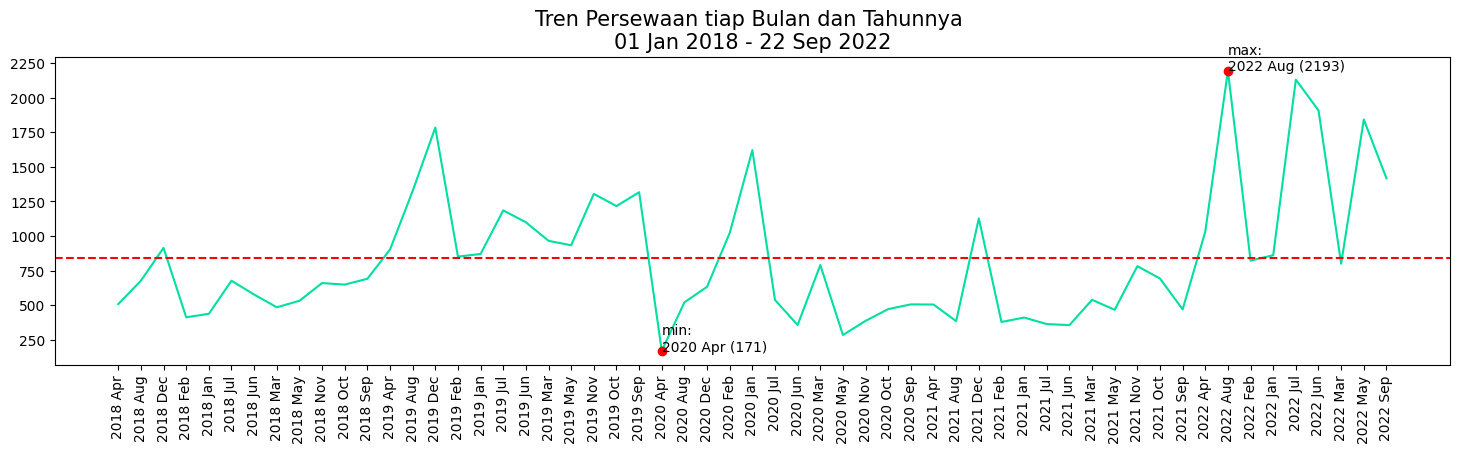 Tren Persewaan tiap Bulan dan Tahunnya
01 Jan 2018 - 22 Sep 2022
max:
2022 Aug (2193)
min:
2020 Apr (171)
2250
2000
1750
1500
1250
1000
750
500
250
2018 Apr
2018 Aug
2018 Dec
2018 Feb
2018 Jan
2018 Jul
2018 Jun
2018 Mar
2018 May
2018 Nov
2018 Oct
2018 Sep
2019 Apr
2019 Aug
2019 Dec
2019 Feb
2019 Jan
2019 Jul
2019 Jun
2019 Mar
2019 May
2019 Nov
2019 Oct
2019 Sep
2020 Apr
2020 Aug
2020 Dec
2020 Feb
2020 Jan
2020 Jul
2020 Jun
2020 Mar
2020 May
2020 Nov
2020 Oct
2020 Sep
2021 Apr
2021 Aug
2021 Dec
2021 Feb
2021 Jan
2021 Jul
2021 Jun
2021 Mar
2021 May
2021 Nov
2021 Oct
2021 Sep
2022 Apr
2022 Aug
2022 Feb
2022 Jan
2022 Jul
2022 Jun
2022 Mar
2022 May
2022 Sep